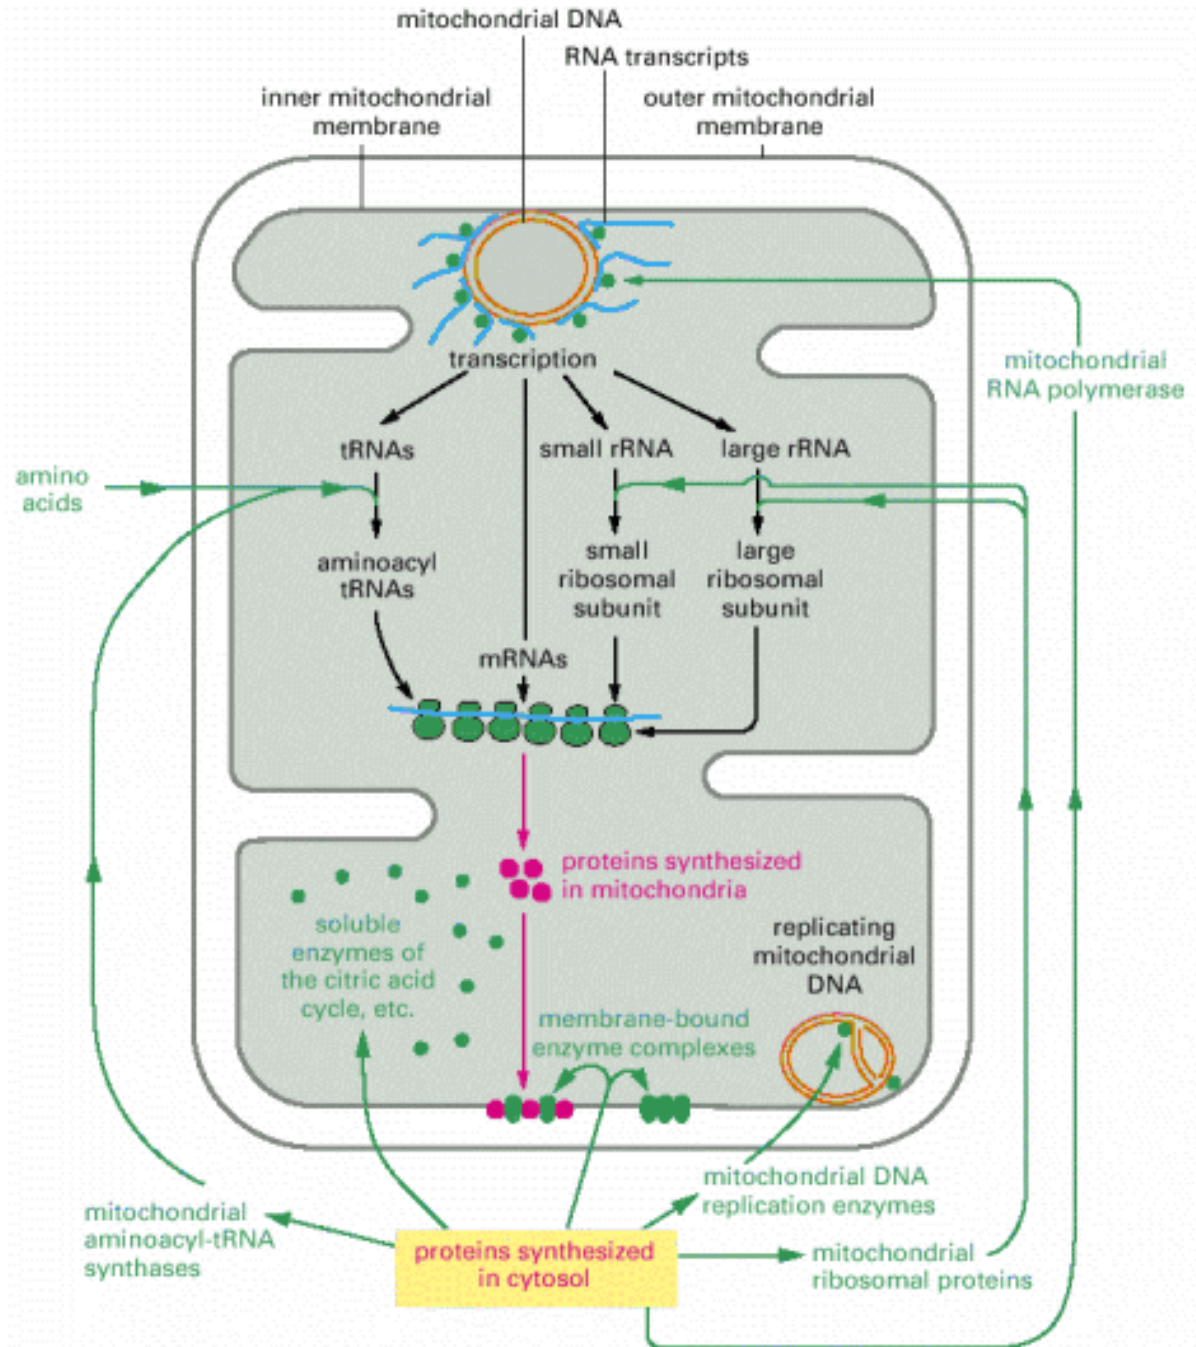 mitochondrial DNA
RNA transcripts
inner mitochondrial
membrane
outer mitochondrial
membrane
transcription
mitochondrial
RNA polymerase
tRNAs
small rRNA
large rRNA
amino
acids
aminoacyl
tRNAs
small
ribosomal
subunit
large
ribosomal
subunit
mRNAs
proteins synthesized
in mitochondria
soluble
enzymes of
the citric acid
cycle, etc.
replicating
mitochondrial
DNA
membrane-bound
enzyme complexes
mitochondrial DNA
replication enzymes
mitochondrial
aminoacyl-tRNA
synthases
proteins synthesized
in cytosol
mitochondrial
ribosomal proteins